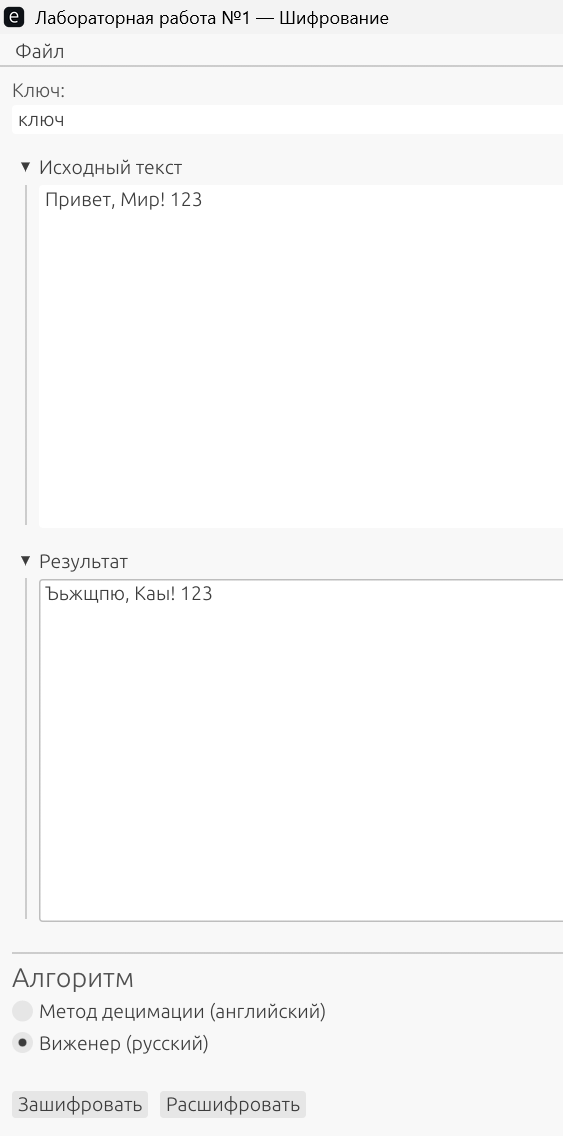 e Лабораторная работа №1 — Шифрование
Файл
Ключ:
ключ
▼ Исходный текст
Привет, Мир! 123
▼ Результат
Ъьжщпю, Каы! 123
Алгоритм
Метод децимации (английский)
Виженер (русский)
Зашифровать Расшифровать